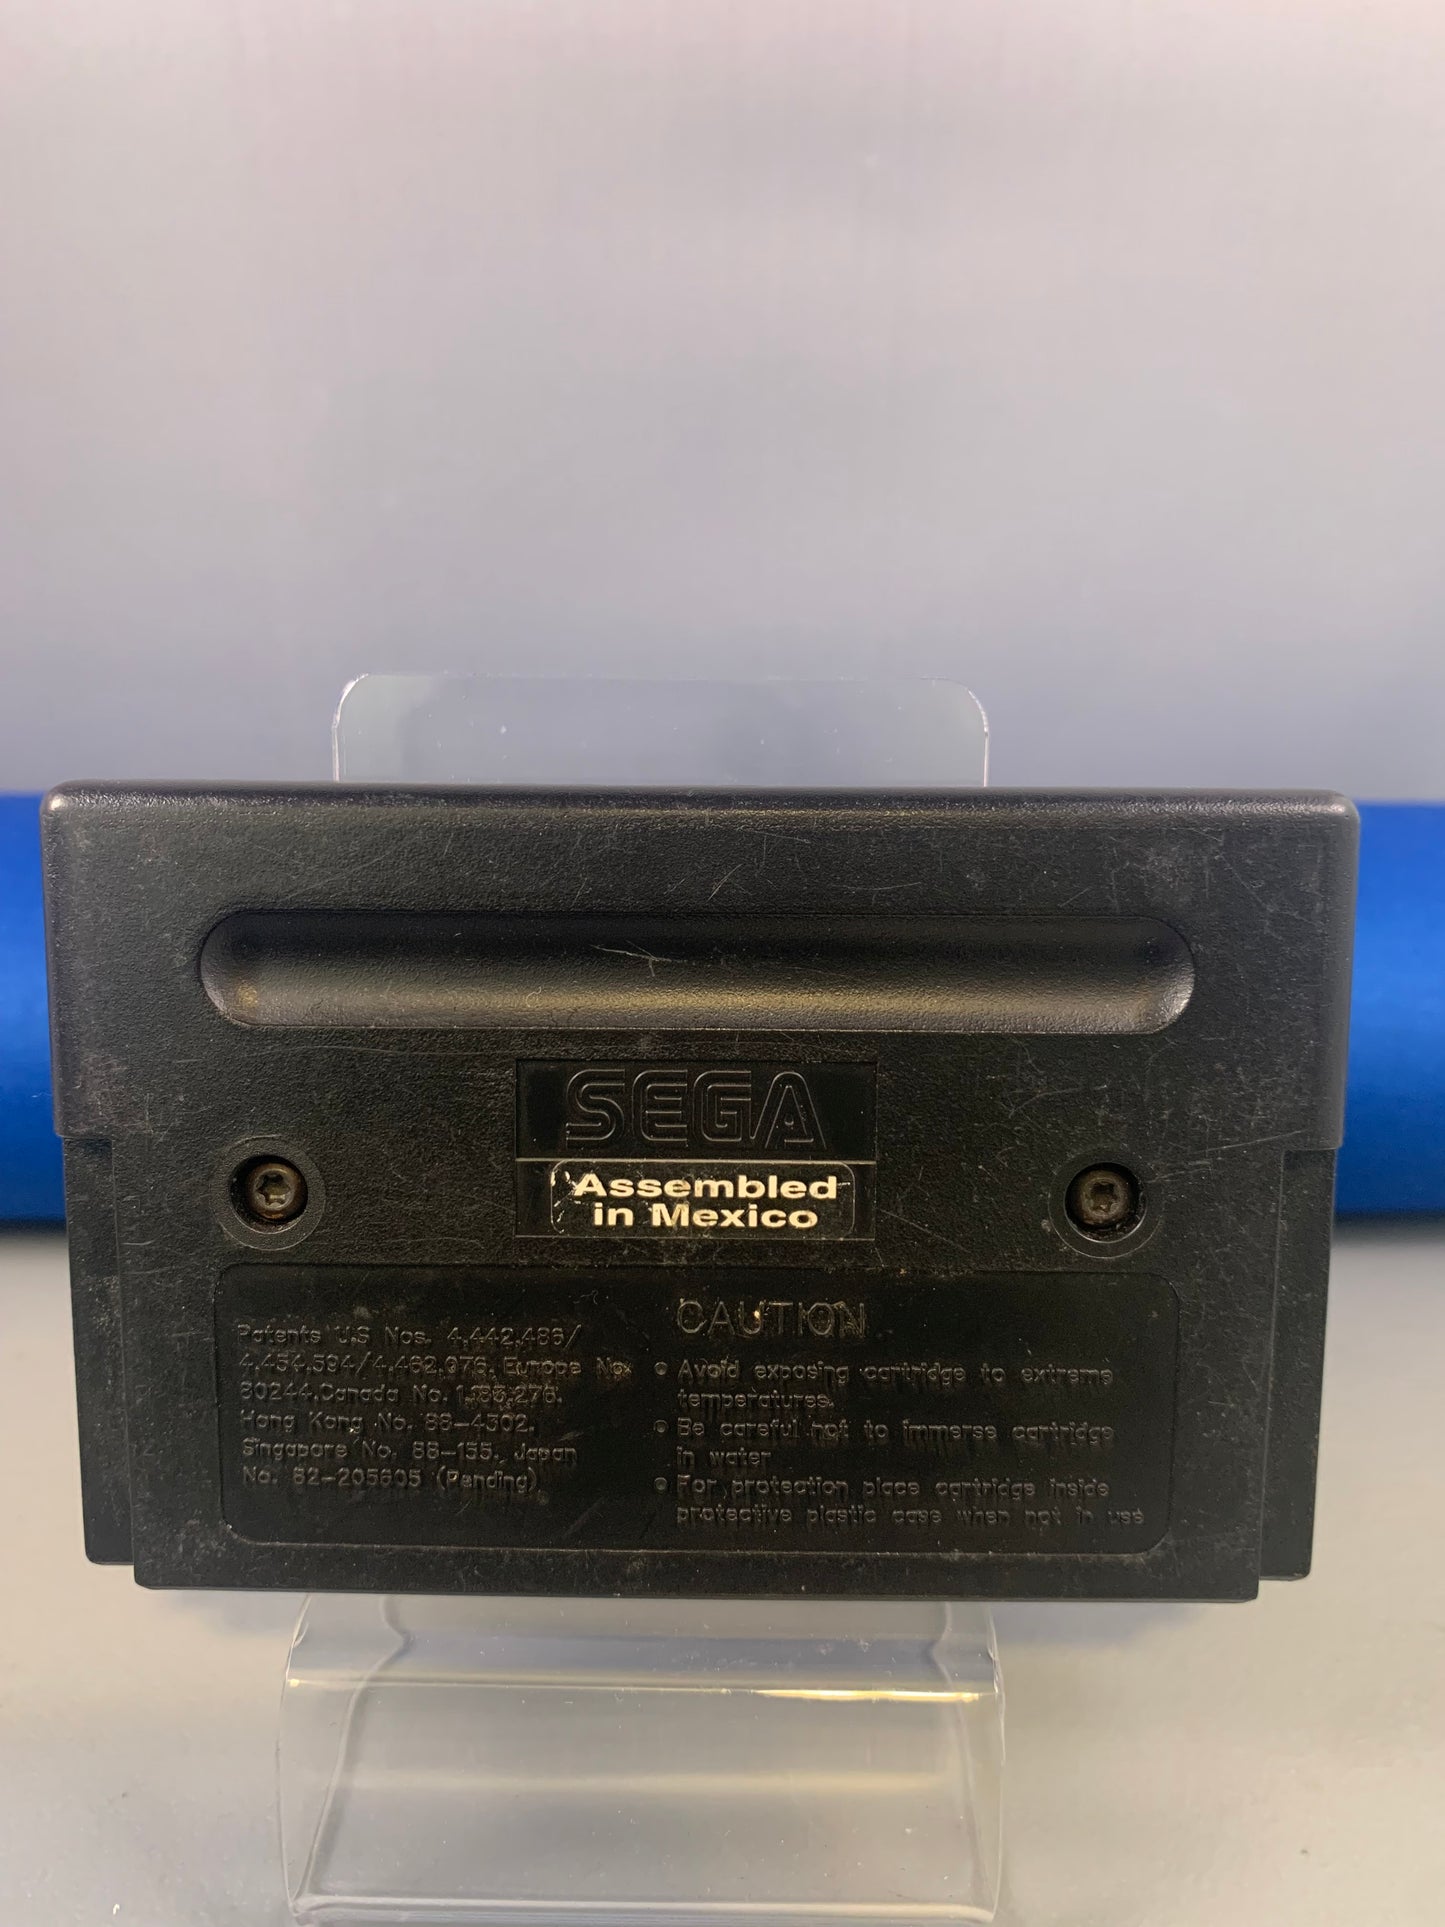 SEGA
Assembled
in Mexico
Patents U.S Nos. 4,442,486/
4,454,594/4,462,076, Europe No.
80244,Canada No. 1,183,276,
Hong Kong No. 88-4302,
Singapore No. 88-155, Japan
No. 82-205605 (Pending)
CAUTION
• Avoid exposing cartridge to extreme
temperatures.
• Be careful not to immerse cartridge
in water
• For protection place cartridge inside
protective plastic case when not in use